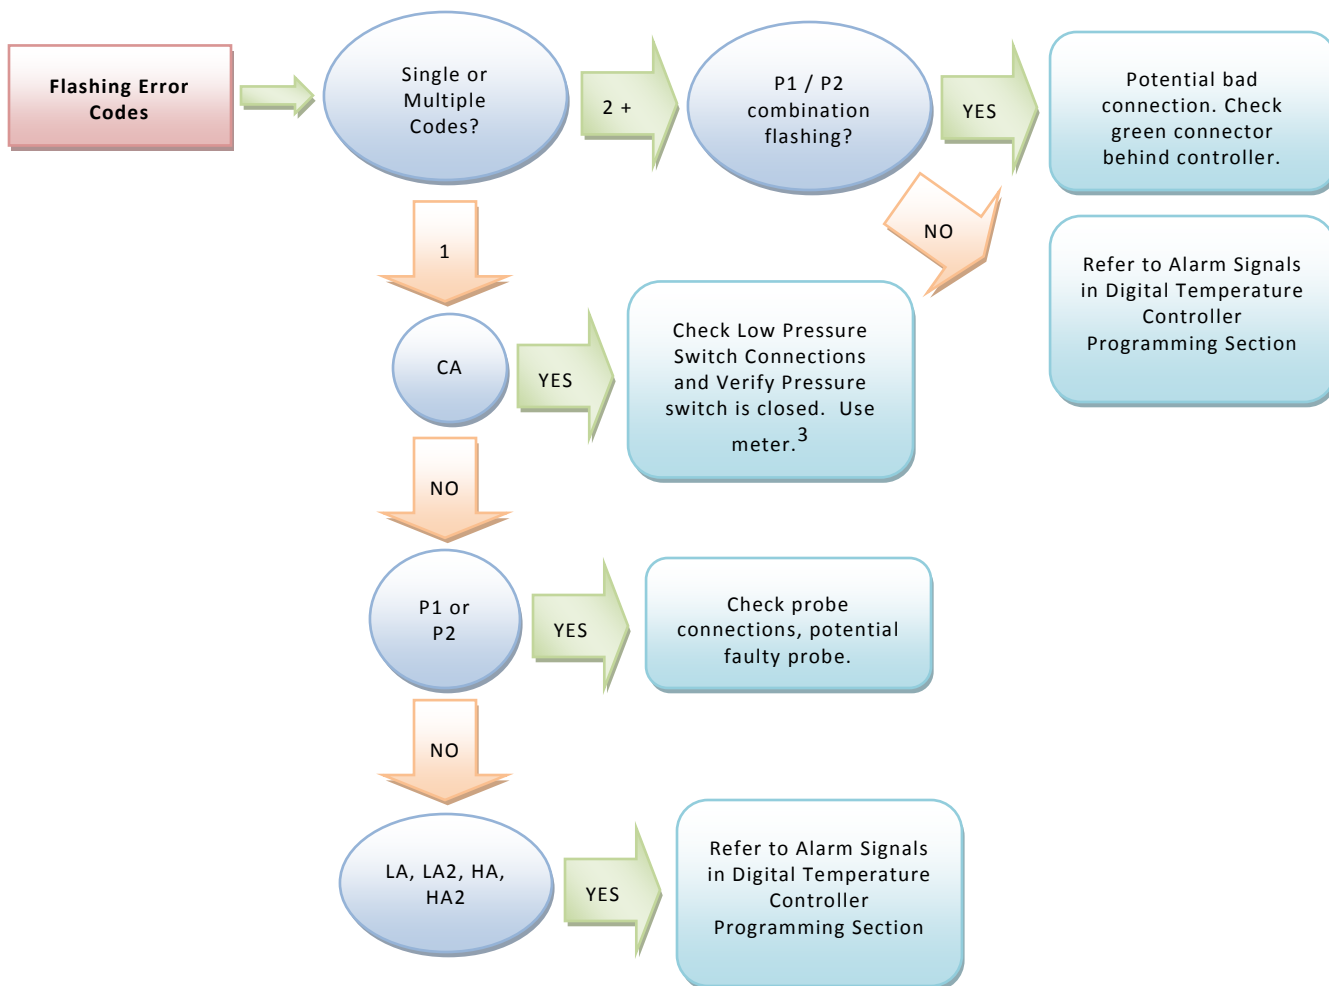 Flashing Error
Codes
Single or
Multiple
Codes?
2 +
P1 / P2
combination
flashing?
YES
Potential bad
connection. Check
green connector
behind controller.
NO
Refer to Alarm Signals
in Digital Temperature
Controller
Programming Section
1
CA
YES
Check Low Pressure
Switch Connections
and Verify Pressure
switch is closed.  Use
meter.3
NO
P1 or
P2
YES
Check probe
connections, potential
faulty probe.
NO
LA, LA2, HA,
HA2
YES
Refer to Alarm Signals
in Digital Temperature
Controller
Programming Section